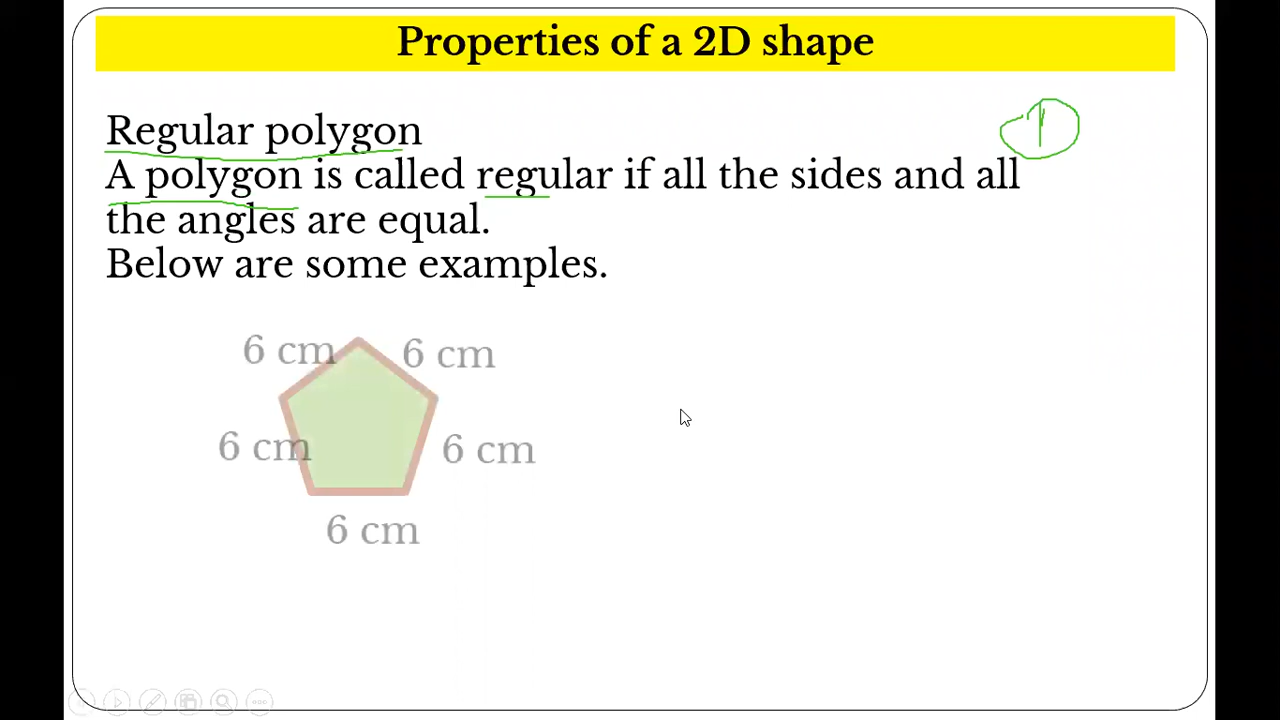 Properties of a 2D shape
Regular polygon
A polygon is called regular if all the sides and all
the angles are equal.
Below are some examples.
6 cm 6 cm
6 cm 6 cm
6 cm